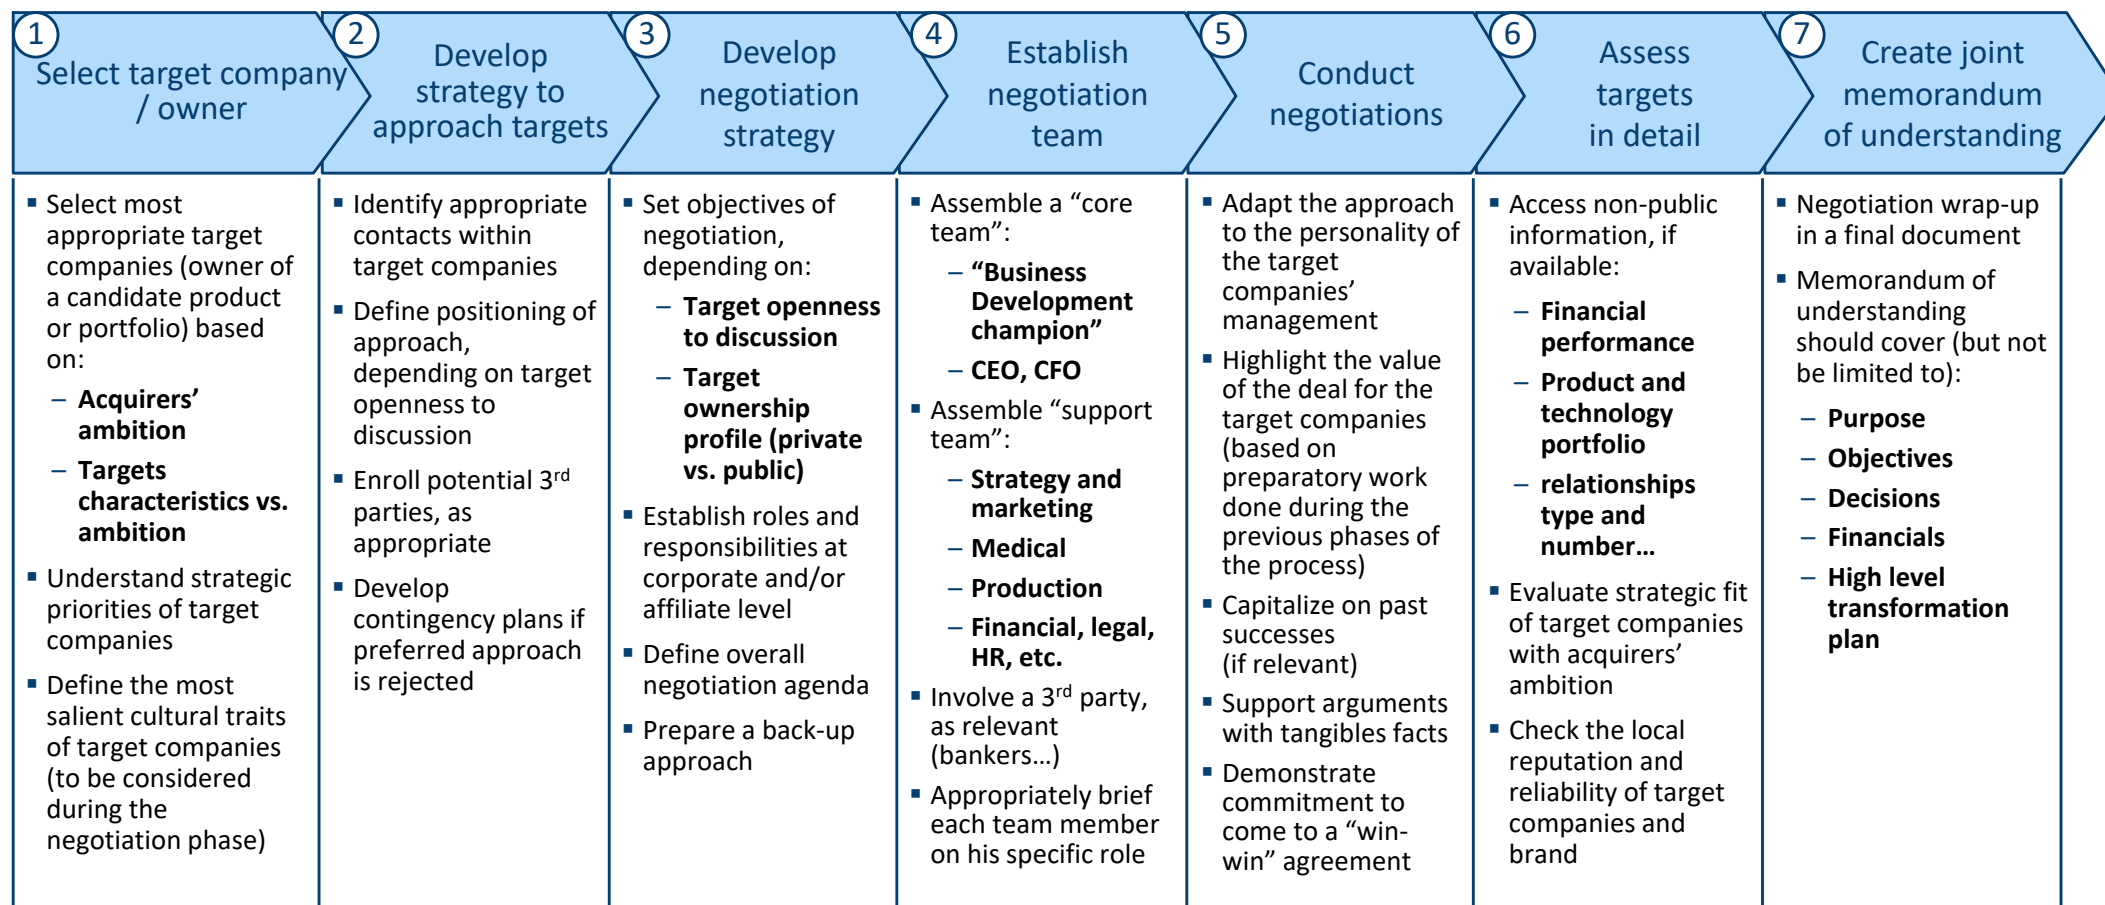 1
Select target company
/ owner
▪ Select most
appropriate target
companies (owner of
a candidate product
or portfolio) based
on:
– Acquirers’
ambition
– Targets
characteristics vs.
ambition
▪ Understand strategic
priorities of target
companies
▪ Define the most
salient cultural traits
of target companies
(to be considered
during the
negotiation phase)
2
Develop
strategy to
approach targets
▪ Identify appropriate
contacts within
target companies
▪ Define positioning of
approach,
depending on target
openness to
discussion
▪ Enroll potential 3rd
parties, as
appropriate
▪ Develop
contingency plans if
preferred approach
is rejected
3
Develop
negotiation
strategy
▪ Set objectives of
negotiation,
depending on:
– Target openness
to discussion
– Target
ownership
profile (private
vs. public)
▪ Establish roles and
responsibilities at
corporate and/or
affiliate level
▪ Define overall
negotiation agenda
▪ Prepare a back-up
approach
4
Establish
negotiation
team
▪ Assemble a “core
team”:
– “Business
Development
champion”
– CEO, CFO
▪ Assemble “support
team”:
– Strategy and
marketing
– Medical
– Production
– Financial, legal,
HR, etc.
▪ Involve a 3rd party,
as relevant
(bankers…)
▪ Appropriately brief
each team member
on his specific role
5
Conduct
negotiations
▪ Adapt the approach
to the personality of
the target
companies’
management
▪ Highlight the value
of the deal for the
target companies
(based on
preparatory work
done during the
previous phases of
the process)
▪ Capitalize on past
successes
(if relevant)
▪ Support arguments
with tangibles facts
▪ Demonstrate
commitment to
come to a “win-
win” agreement
6
Assess
targets
in detail
▪ Access non-public
information, if
available:
– Financial
performance
– Product and
technology
portfolio
– relationships
type and
number…
▪ Evaluate strategic fit
of target companies
with acquirers’
ambition
▪ Check the local
reputation and
reliability of target
companies and
brand
7
Create joint
memorandum
of understanding
▪ Negotiation wrap-up
in a final document
▪ Memorandum of
understanding
should cover (but not
be limited to):
– Purpose
– Objectives
– Decisions
– Financials
– High level
transformation
plan